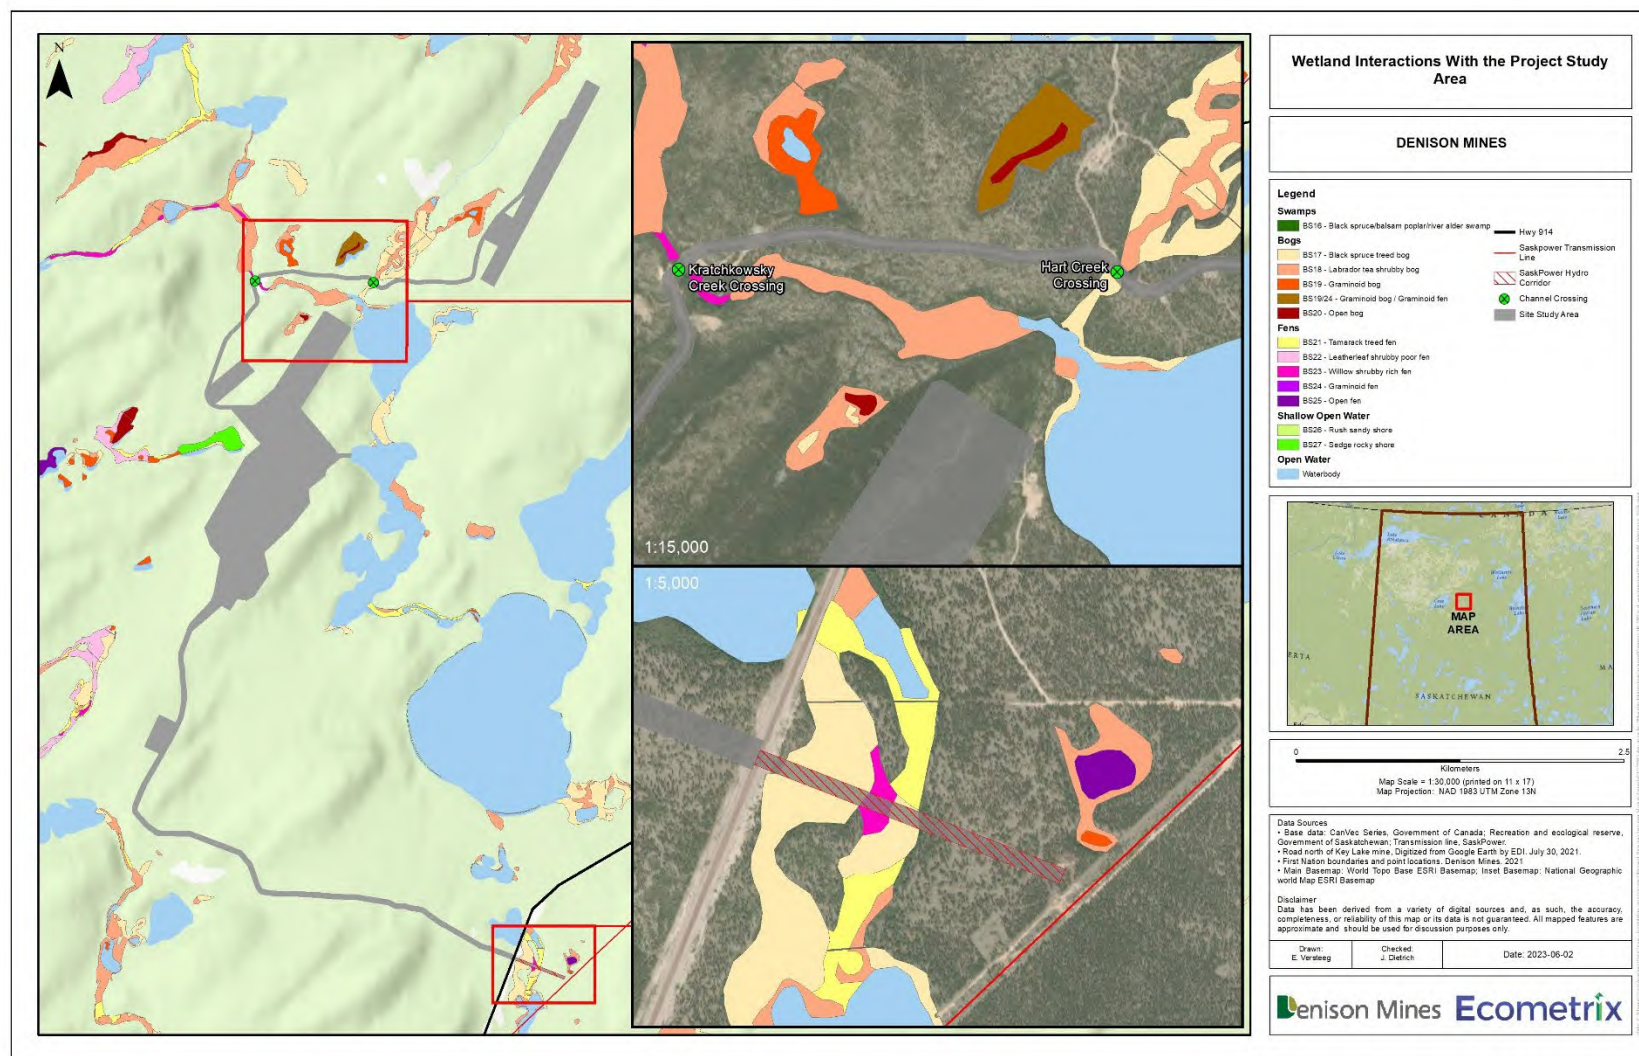 N
Kratchkowsky
Creek Crossing
Hart Creek
Crossing
1:15,000
1:5,000
Wetland Interactions With the Project Study
Area
DENISON MINES
Legend
Swamps
BS16 - Black spruce/balsam poplar/river alder swamp
Bogs
BS17 - Black spruce treed bog
BS18 - Labrador tea shrubby bog
BS19 - Graminoid bog
BS19/24 - Graminoid bog / Graminoid fen
BS20 - Open bog
Fens
BS21 - Tamarack treed fen
BS22 - Leatherleaf shrubby poor fen
BS23 - Willow shrubby rich fen
BS24 - Graminoid fen
BS25 - Open fen
Shallow Open Water
BS26 - Rush sandy shore
BS27 - Sedge rocky shore
Open Water
Waterbody
Hwy 914
Saskpower Transmission
Line
SaskPower Hydro
Corridor
Channel Crossing
Site Study Area
CANADA
MAP
AREA
SASKATCHEWAN
0 2.5
Kilometers
Map Scale = 1:30,000 (printed on 11 x 17)
Map Projection: NAD 1983 UTM Zone 13N
Data Sources
• Base data: CanVec Series, Government of Canada; Recreation and ecological reserve,
Government of Saskatchewan; Transmission line, SaskPower.
• Road north of Key Lake mine, Digitized from Google Earth by EDI. July 30, 2021.
• First Nation boundaries and point locations. Denison Mines. 2021
• Main Basemap: World Topo Base ESRI Basemap; Inset Basemap: National Geographic
world Map ESRI Basemap
Disclaimer
Data has been derived from a variety of digital sources and, as such, the accuracy,
completeness, or reliability of this map or its data is not guaranteed. All mapped features are
approximate and should be used for discussion purposes only.
Drawn:
E. Versteeg
Checked:
J. Dietrich
Date: 2023-06-02
Denison Mines
Ecometrix